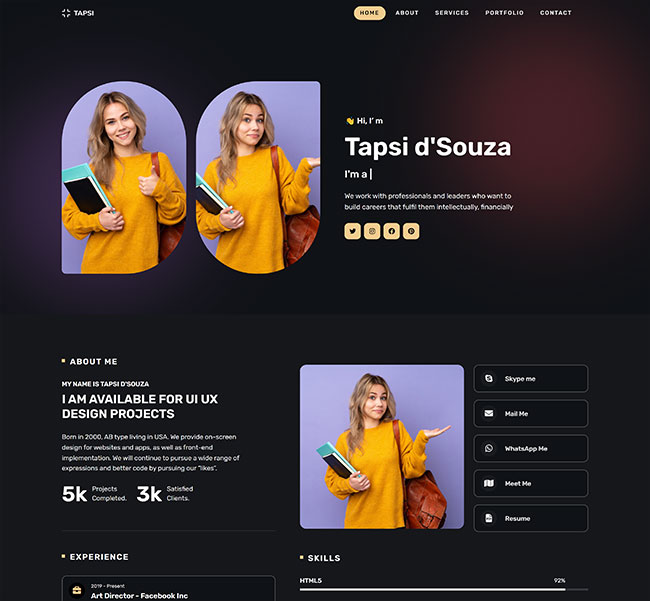 TAPSI
HOME ABOUT SERVICES PORTFOLIO CONTACT
👋 Hi, I' m
Tapsi d'Souza
I'm a |
We work with professionals and leaders who want to
build careers that fulfil them intellectually, financially
ABOUT ME
MY NAME IS TAPSI D'SOUZA
I AM AVAILABLE FOR UI UX
DESIGN PROJECTS
Born in 2000, AB type living in USA. We provide on-screen
design for websites and apps, as well as front-end
implementation. We will continue to pursue a wide range of
expressions and better code by pursuing our "likes".
5k Projects
Completed.
3k Satisfied
Clients.
Skype me
Mail Me
WhatsApp Me
Meet Me
Resume
EXPERIENCE
2019 - Present
Art Director - Facebook Inc
SKILLS
HTML5 92%